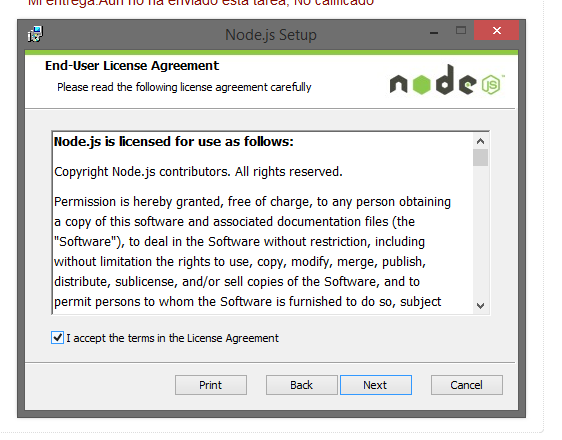 Mi entrega.Aún no ha enviado esta tarea, No calificado
Node.js Setup
End-User License Agreement
Please read the following license agreement carefully
node
JS
Node.js is licensed for use as follows:
Copyright Node.js contributors. All rights reserved.
Permission is hereby granted, free of charge, to any person obtaining
a copy of this software and associated documentation files (the
"Software"), to deal in the Software without restriction, including
without limitation the rights to use, copy, modify, merge, publish,
distribute, sublicense, and/or sell copies of the Software, and to
permit persons to whom the Software is furnished to do so, subject
I accept the terms in the License Agreement
Print Back Next Cancel